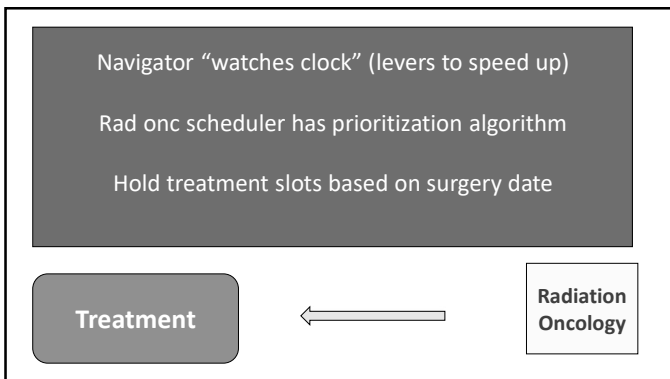 Navigator “watches clock” (levers to speed up)
Rad onc scheduler has prioritization algorithm
Hold treatment slots based on surgery date
Treatment
Radiation
Oncology